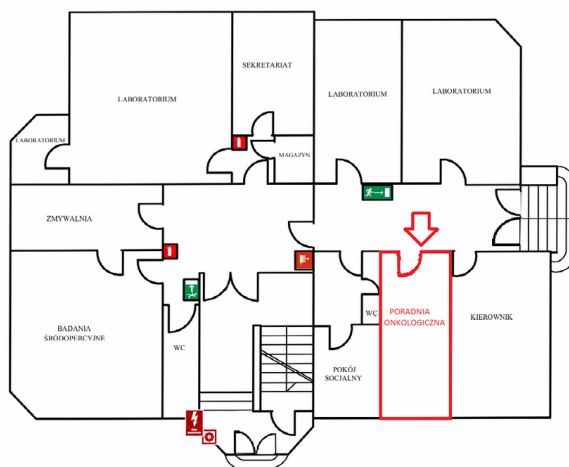 SEKRETARIAT
LABORATORIUM
LABORATORIUM
LABORATORIUM
LABORATORIUM
MAGAZYN
ZMYWALNIA
PORADNIA
ONKOLOGICZNA
KIEROWNIK
WC
BADANIA
ŚRÓDOPERCYJNE
WC
POKÓJ
SOCJALNY